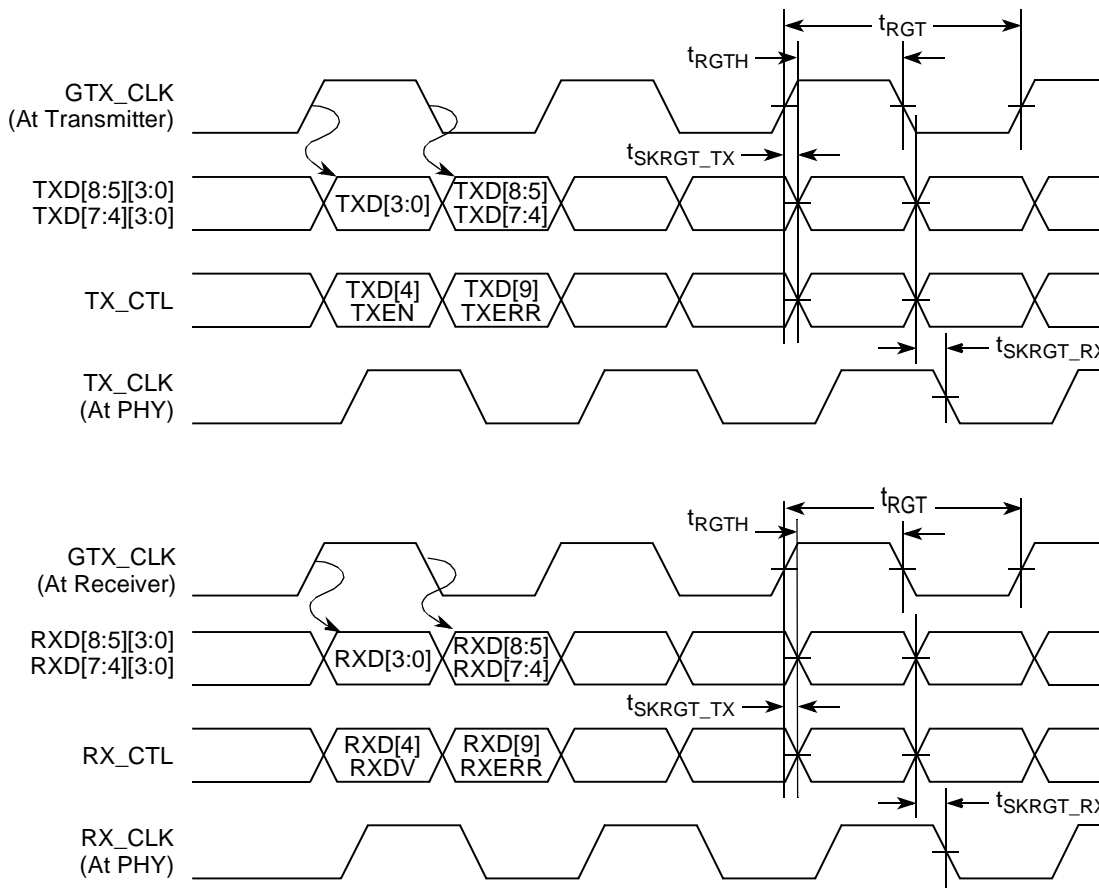 tRGT
tRGTH
GTX_CLK
(At Transmitter)
tSKRGT_TX
TXD[8:5][3:0]
TXD[7:4][3:0]
TXD[3:0]
TXD[8:5]
TXD[7:4]
TX_CTL
TXD[4]
TXEN
TXD[9]
TXERR
tSKRGT_RX
TX_CLK
(At PHY)
tRGT
tRGTH
GTX_CLK
(At Receiver)
RXD[8:5][3:0]
RXD[7:4][3:0]
RXD[3:0]
RXD[8:5]
RXD[7:4]
tSKRGT_TX
RX_CTL
RXD[4]
RXDV
RXD[9]
RXERR
tSKRGT_RX
RX_CLK
(At PHY)